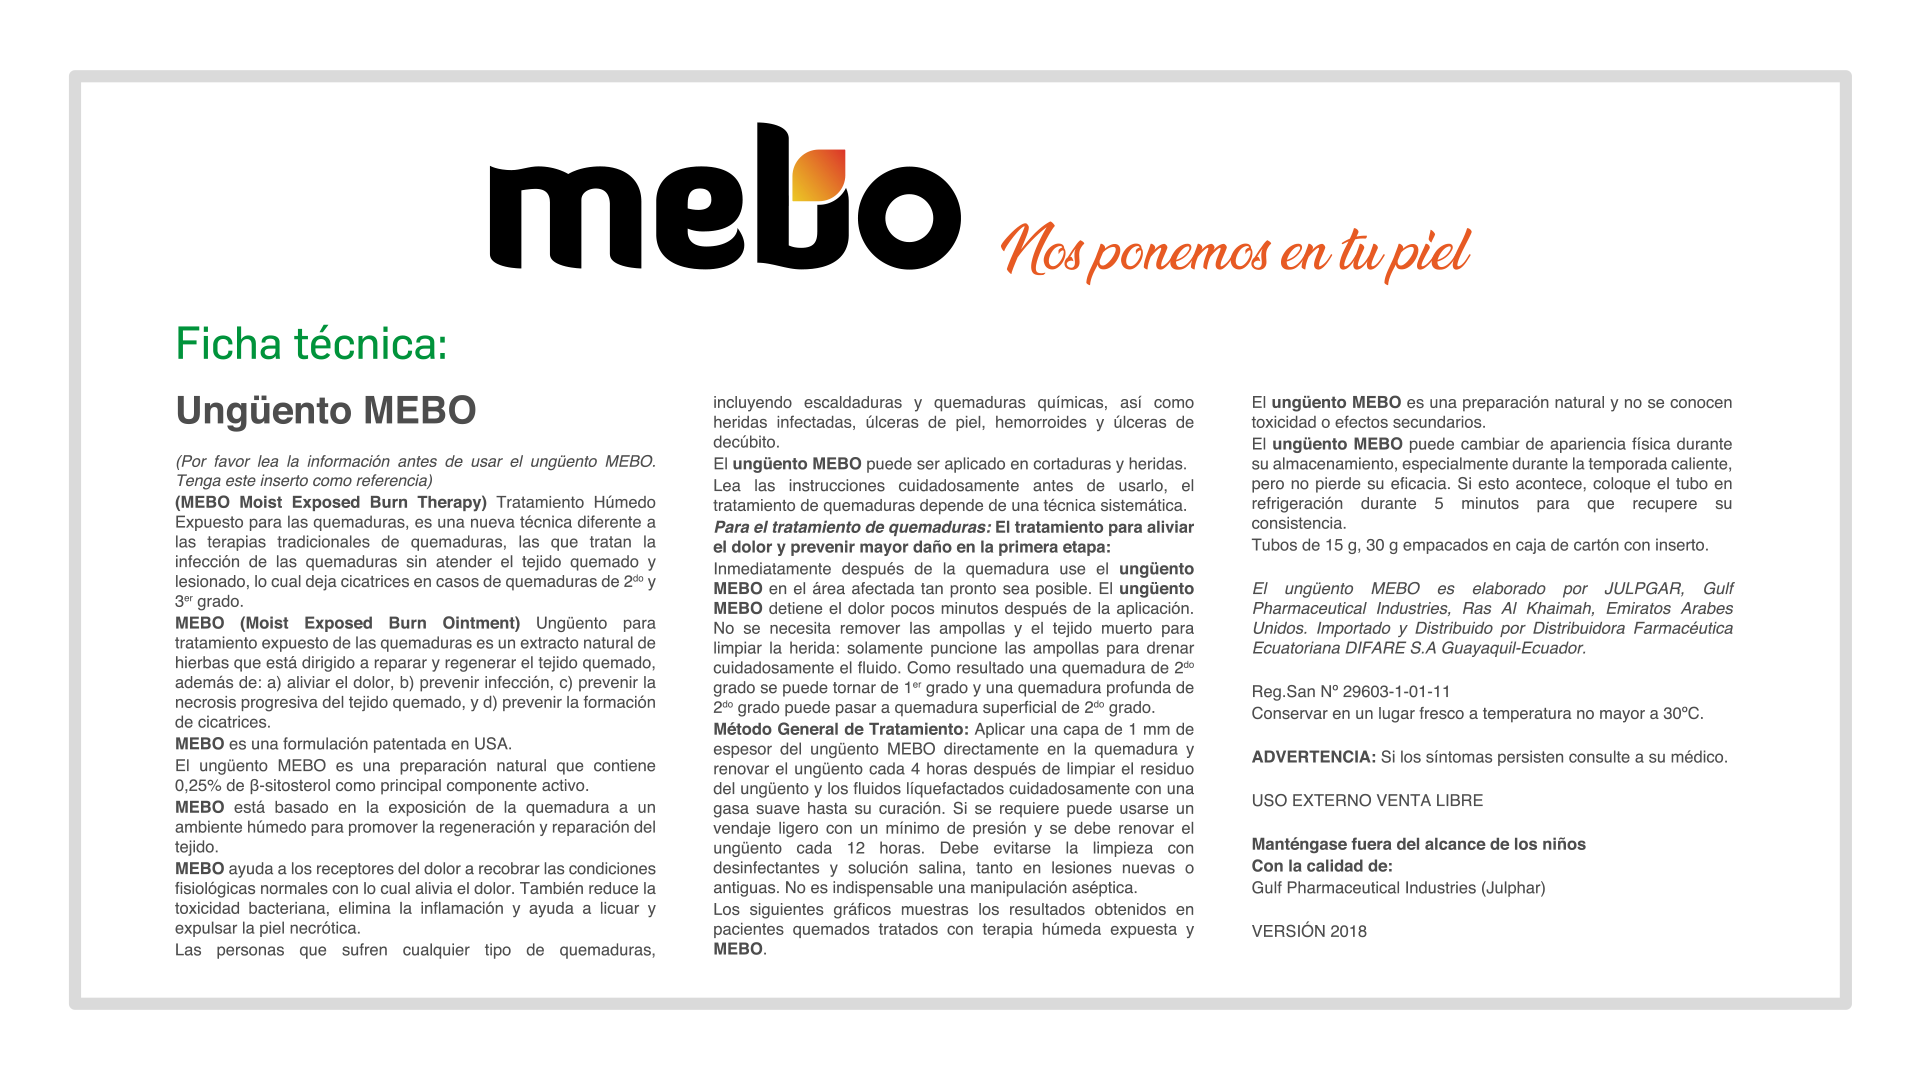 mebo
Nos ponemos en tu piel
Ficha técnica:
Ungüento MEBO
(Por favor lea la información antes de usar el ungüento MEBO.
Tenga este inserto como referencia)
(MEBO Moist Exposed Burn Therapy) Tratamiento Húmedo
Expuesto para las quemaduras, es una nueva técnica diferente a
las terapias tradicionales de quemaduras, las que tratan la
infección de las quemaduras sin atender el tejido quemado y
lesionado, lo cual deja cicatrices en casos de quemaduras de 2ᵈᵒ y
3ᵉʳ grado.
MEBO (Moist Exposed Burn Ointment) Ungüento para
tratamiento expuesto de las quemaduras es un extracto natural de
hierbas que está dirigido a reparar y regenerar el tejido quemado,
además de: a) aliviar el dolor, b) prevenir infección, c) prevenir la
necrosis progresiva del tejido quemado, y d) prevenir la formación
de cicatrices.
MEBO es una formulación patentada en USA.
El ungüento MEBO es una preparación natural que contiene
0,25% de β-sitosterol como principal componente activo.
MEBO está basado en la exposición de la quemadura a un
ambiente húmedo para promover la regeneración y reparación del
tejido.
MEBO ayuda a los receptores del dolor a recobrar las condiciones
fisiológicas normales con lo cual alivia el dolor. También reduce la
toxicidad bacteriana, elimina la inflamación y ayuda a licuar y
expulsar la piel necrótica.
Las personas que sufren cualquier tipo de quemaduras,
incluyendo escaldaduras y quemaduras químicas, así como
heridas infectadas, úlceras de piel, hemorroides y úlceras de
decúbito.
El ungüento MEBO puede ser aplicado en cortaduras y heridas.
Lea las instrucciones cuidadosamente antes de usarlo, el
tratamiento de quemaduras depende de una técnica sistemática.
Para el tratamiento de quemaduras: El tratamiento para aliviar
el dolor y prevenir mayor daño en la primera etapa:
Inmediatamente después de la quemadura use el ungüento
MEBO en el área afectada tan pronto sea posible. El ungüento
MEBO detiene el dolor pocos minutos después de la aplicación.
No se necesita remover las ampollas y el tejido muerto para
limpiar la herida: solamente puncione las ampollas para drenar
cuidadosamente el fluido. Como resultado una quemadura de 2ᵈᵒ
grado se puede tornar de 1ᵉʳ grado y una quemadura profunda de
2ᵈᵒ grado puede pasar a quemadura superficial de 2ᵈᵒ grado.
Método General de Tratamiento: Aplicar una capa de 1 mm de
espesor del ungüento MEBO directamente en la quemadura y
renovar el ungüento cada 4 horas después de limpiar el residuo
del ungüento y los fluidos líquefactados cuidadosamente con una
gasa suave hasta su curación. Si se requiere puede usarse un
vendaje ligero con un mínimo de presión y se debe renovar el
ungüento cada 12 horas. Debe evitarse la limpieza con
desinfectantes y solución salina, tanto en lesiones nuevas o
antiguas. No es indispensable una manipulación aséptica.
Los siguientes gráficos muestras los resultados obtenidos en
pacientes quemados tratados con terapia húmeda expuesta y
MEBO.
El ungüento MEBO es una preparación natural y no se conocen
toxicidad o efectos secundarios.
El ungüento MEBO puede cambiar de apariencia física durante
su almacenamiento, especialmente durante la temporada caliente,
pero no pierde su eficacia. Si esto acontece, coloque el tubo en
refrigeración durante 5 minutos para que recupere su
consistencia.
Tubos de 15 g, 30 g empacados en caja de cartón con inserto.
El ungüento MEBO es elaborado por JULPGAR, Gulf
Pharmaceutical Industries, Ras Al Khaimah, Emiratos Arabes
Unidos. Importado y Distribuido por Distribuidora Farmacéutica
Ecuatoriana DIFARE S.A Guayaquil-Ecuador.
Reg.San Nº 29603-1-01-11
Conservar en un lugar fresco a temperatura no mayor a 30ºC.
ADVERTENCIA: Si los síntomas persisten consulte a su médico.
USO EXTERNO VENTA LIBRE
Manténgase fuera del alcance de los niños
Con la calidad de:
Gulf Pharmaceutical Industries (Julphar)
VERSIÓN 2018